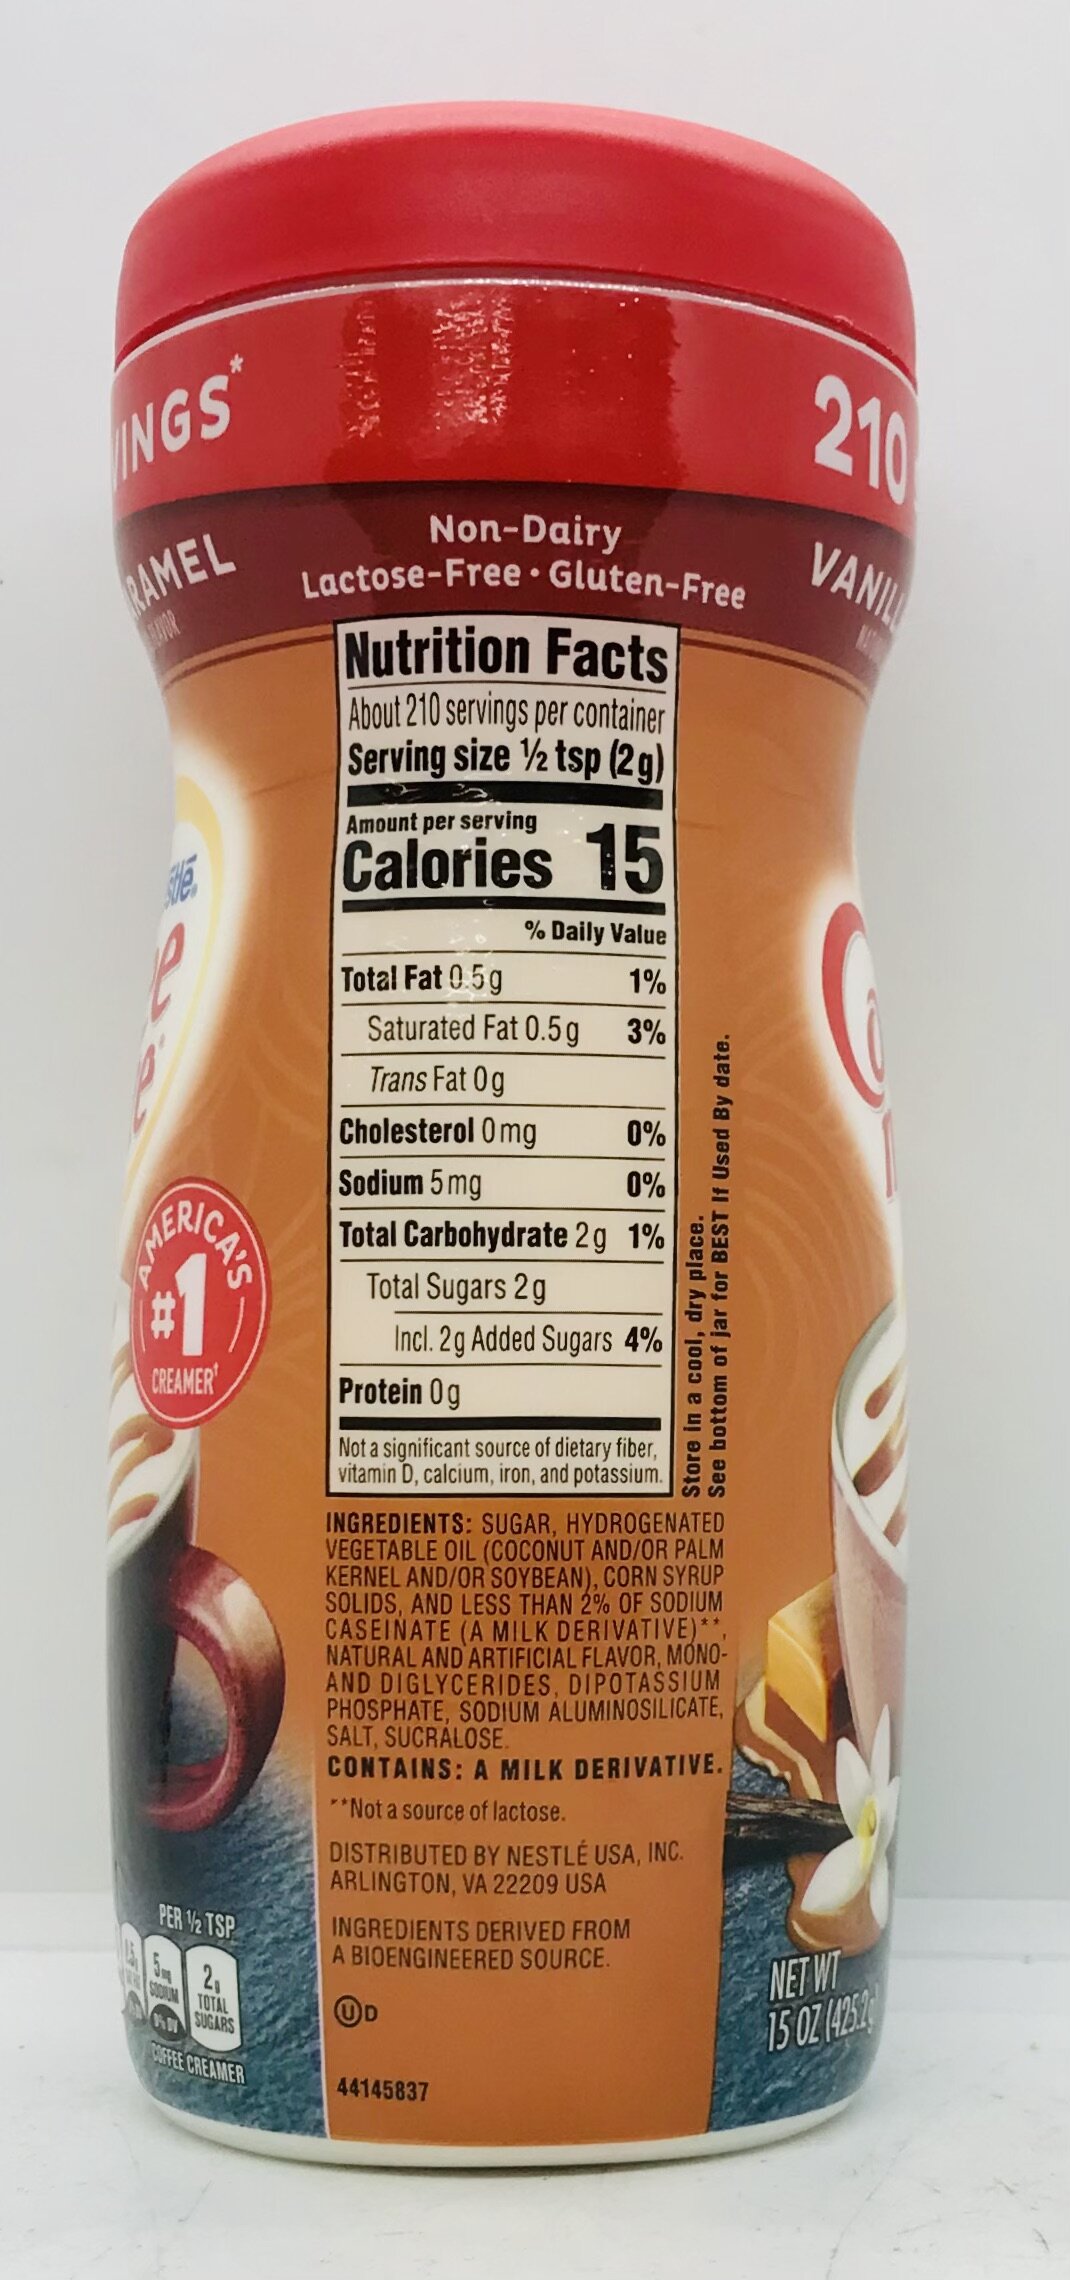 210
Non-Dairy
Lactose-Free • Gluten-Free
Nutrition Facts
About 210 servings per container
Serving size ½ tsp (2g)
Amount per serving
Calories 15
% Daily Value
Total Fat 0.5g 1%
Saturated Fat 0.5g 3%
Trans Fat 0g
Cholesterol 0mg 0%
Sodium 5mg 0%
Total Carbohydrate 2g 1%
Total Sugars 2g
Incl. 2g Added Sugars 4%
Protein 0g
Not a significant source of dietary fiber,
vitamin D, calcium, iron, and potassium.
Store in a cool, dry place.
See bottom of jar for BEST If Used By date.
INGREDIENTS: SUGAR, HYDROGENATED
VEGETABLE OIL (COCONUT AND/OR PALM
KERNEL AND/OR SOYBEAN), CORN SYRUP
SOLIDS, AND LESS THAN 2% OF SODIUM
CASEINATE (A MILK DERIVATIVE)**,
NATURAL AND ARTIFICIAL FLAVOR, MONO-
AND DIGLYCERIDES, DIPOTASSIUM
PHOSPHATE, SODIUM ALUMINOSILICATE,
SALT, SUCRALOSE.
CONTAINS: A MILK DERIVATIVE.
**Not a source of lactose.
DISTRIBUTED BY NESTLÉ USA, INC.
ARLINGTON, VA 22209 USA
INGREDIENTS DERIVED FROM
A BIOENGINEERED SOURCE.
Ⓤ D
44145837
AMERICA'S
#1
CREAMER†
PER ½ TSP
5mg
SODIUM
0% DV
2g
TOTAL
SUGARS
COFFEE CREAMER
NET WT
15 OZ (425.2g